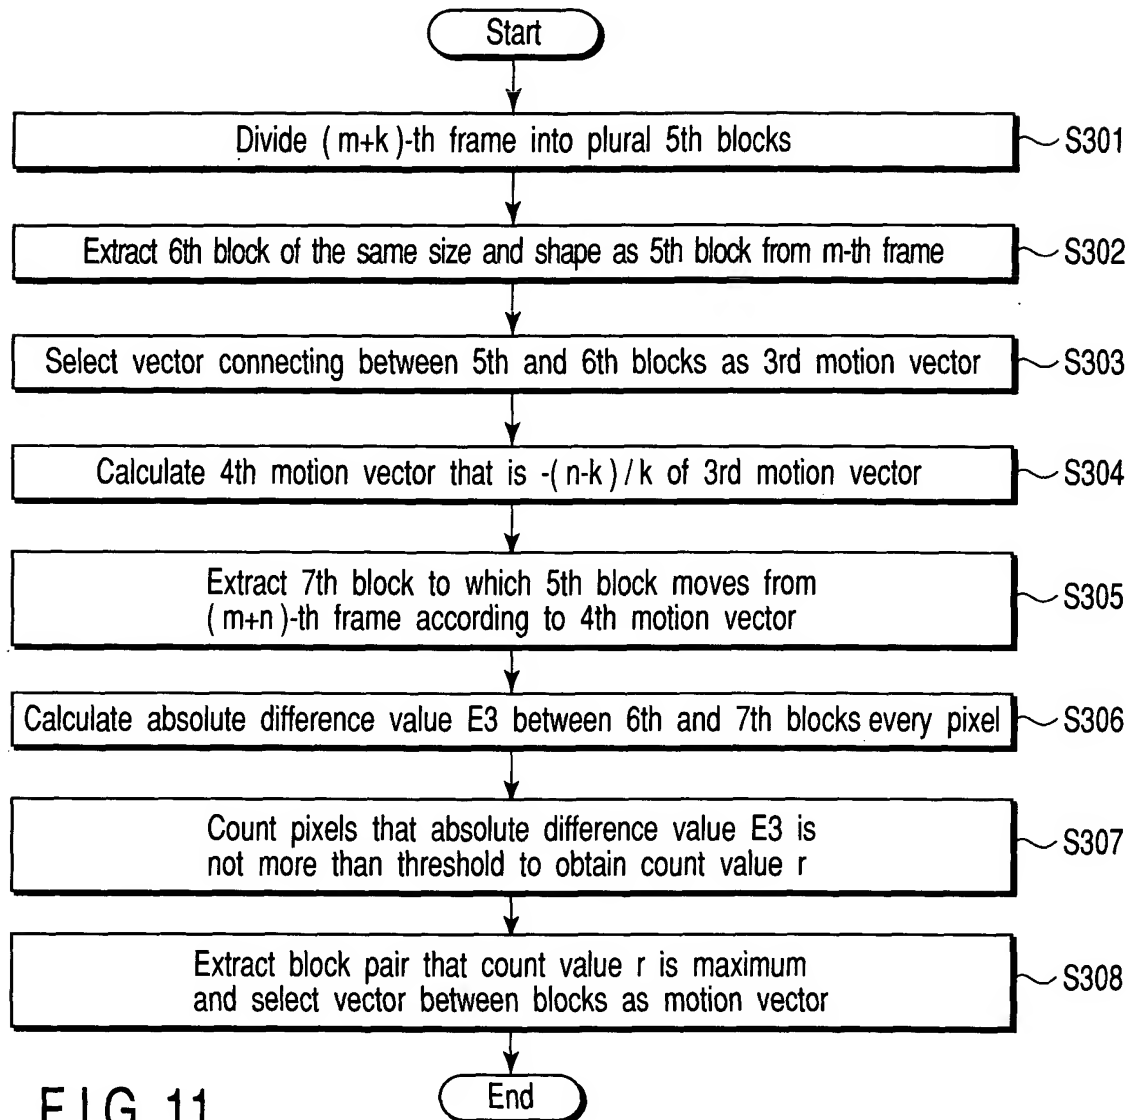 Start
Divide (m+k)-th frame into plural 5th blocks
S301
Extract 6th block of the same size and shape as 5th block from m-th frame
S302
Select vector connecting between 5th and 6th blocks as 3rd motion vector
S303
Calculate 4th motion vector that is -(n-k)/k of 3rd motion vector
S304
Extract 7th block to which 5th block moves from
(m+n)-th frame according to 4th motion vector
S305
Calculate absolute difference value E3 between 6th and 7th blocks every pixel
S306
Count pixels that absolute difference value E3 is
not more than threshold to obtain count value r
S307
Extract block pair that count value r is maximum
and select vector between blocks as motion vector
S308
End
FIG. 11